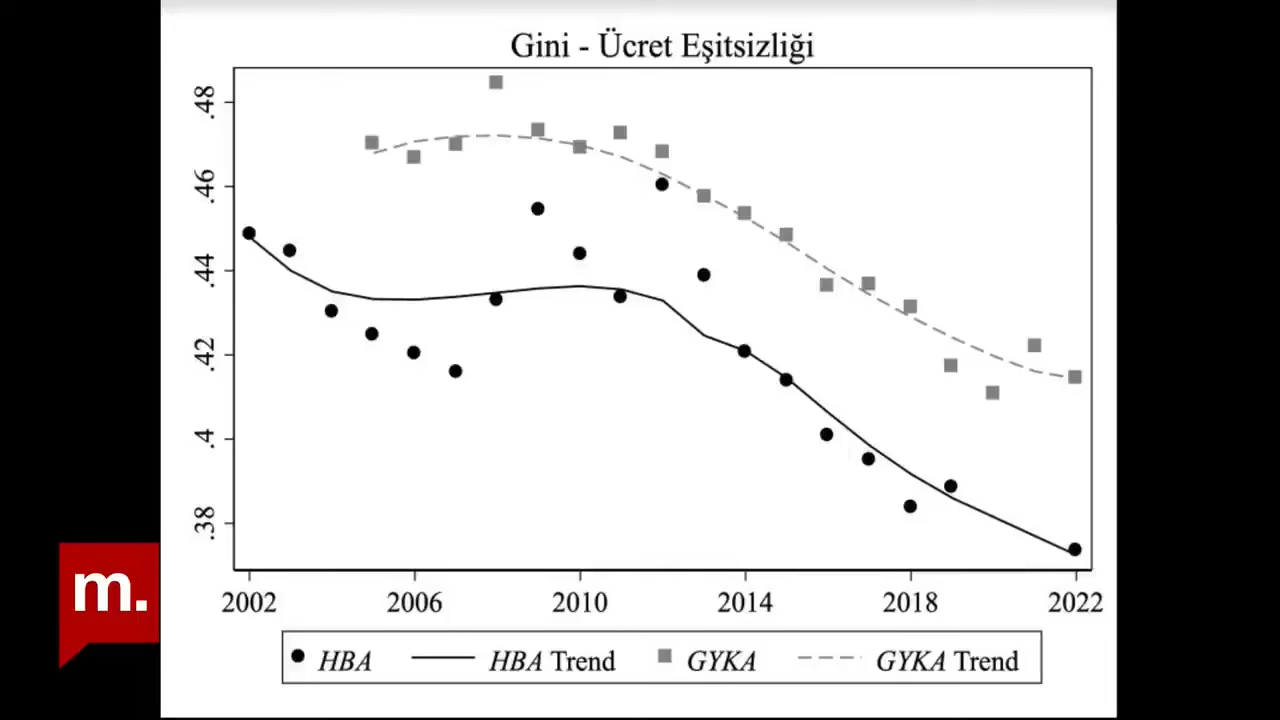 Gini - Ücret Eşitsizliği
.48
.46
.44
.42
.4
.38
2002 2006 2010 2014 2018 2022
HBA HBA Trend GYKA GYKA Trend
m.